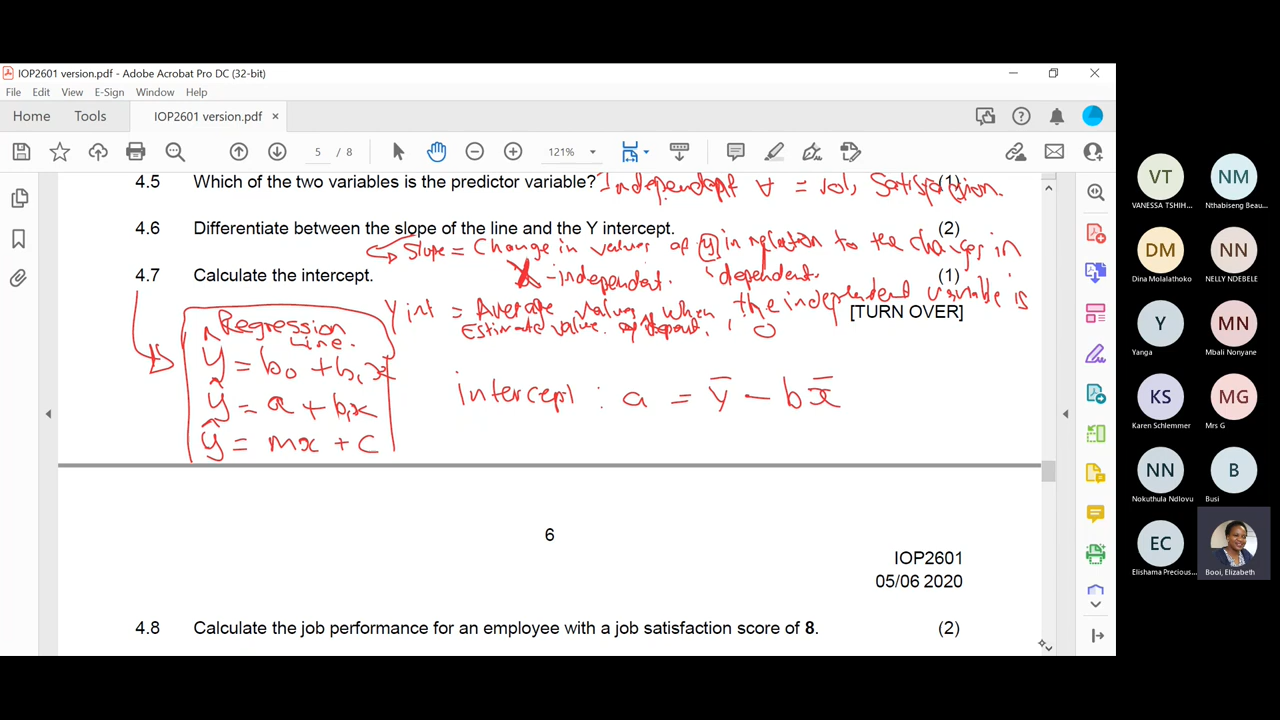 IOP2601 version.pdf - Adobe Acrobat Pro DC (32-bit)
File Edit View E-Sign Window Help
Home Tools IOP2601 version.pdf ×
5 / 8 121%
4.5 Which of the two variables is the predictor variable? Independent V = Job Satisfaction. (1)
4.6 Differentiate between the slope of the line and the Y intercept. (2)
Slope = Change in values of y in relation to the changes in
X - independent. dependent.
4.7 Calculate the intercept. (1)
Y int = Average values when the independent variable is
Estimate value of depend. 0
[TURN OVER]
Regression
Line.
ŷ = b₀ + b₁x
ŷ = a + b₁x
ŷ = mx + c
intercept : a = ȳ - bx̄
6
IOP2601
05/06 2020
4.8 Calculate the job performance for an employee with a job satisfaction score of 8. (2)
VT
VANESSA TSHIH...
NM
Nthabiseng Beau...
DM
Dina Molalathoko
NN
NELLY NDEBELE
Y
Yanga
MN
Mbali Nonyane
KS
Karen Schlemmer
MG
Mrs G
NN
Nokuthula Ndlovu
B
Busi
EC
Elishama Precious...
Booi, Elizabeth